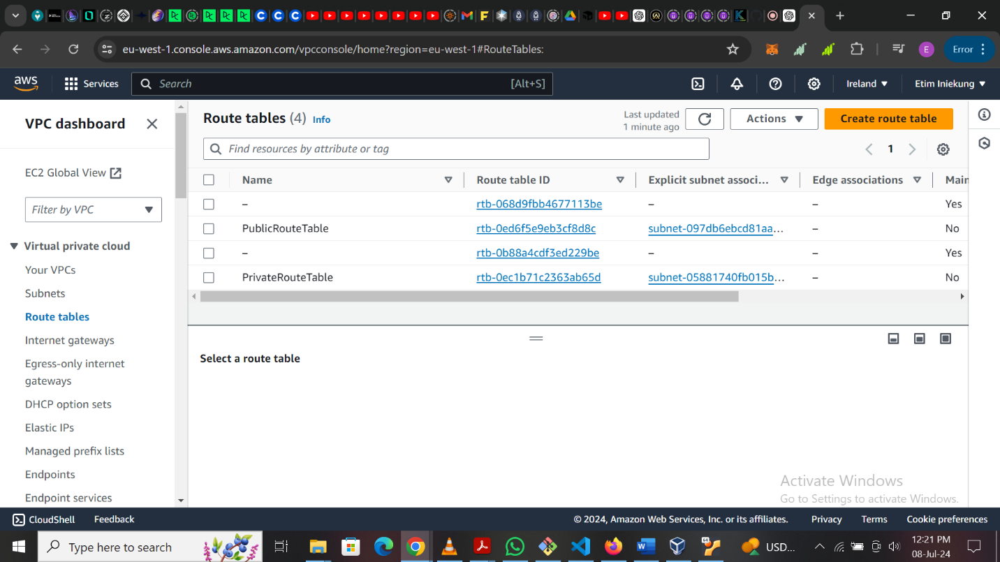 eu-west-1.console.aws.amazon.com/vpcconsole/home?region=eu-west-1#RouteTables:
E
Error
aws
Services
Search
[Alt+S]
Ireland
Etim Iniekung
VPC dashboard
EC2 Global View
Filter by VPC
Virtual private cloud
Your VPCs
Subnets
Route tables
Internet gateways
Egress-only internet
gateways
DHCP option sets
Elastic IPs
Managed prefix lists
Endpoints
Endpoint services
Route tables (4) Info
Last updated
1 minute ago
Actions
Create route table
Find resources by attribute or tag
1
Name Route table ID Explicit subnet associ... Edge associations Main
– rtb-068d9fbb4677113be – – Yes
PublicRouteTable rtb-0ed6f5e9eb3cf8d8c subnet-097db6ebcd81aa... – No
– rtb-0b88a4cdf3ed229be – – Yes
PrivateRouteTable rtb-0ec1b71c2363ab65d subnet-05881740fb015b... – No
Select a route table
Activate Windows
Go to Settings to activate Windows.
CloudShell
Feedback
© 2024, Amazon Web Services, Inc. or its affiliates.
Privacy
Terms
Cookie preferences
Type here to search
USD...
12:21 PM
08-Jul-24